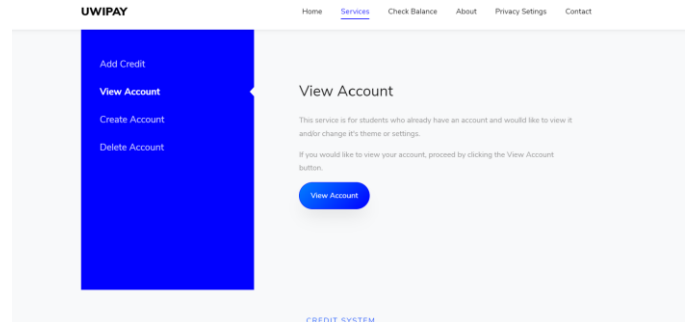 UWIPAY
Home Services Check Balance About Privacy Setings Contact
Add Credit
View Account
Create Account
Delete Account
View Account
This service is for students who already have an account and would like to view it
and/or change it's theme or settings.
If you would like to view your account, proceed by clicking the View Account
button.
View Account
CREDIT SYSTEM